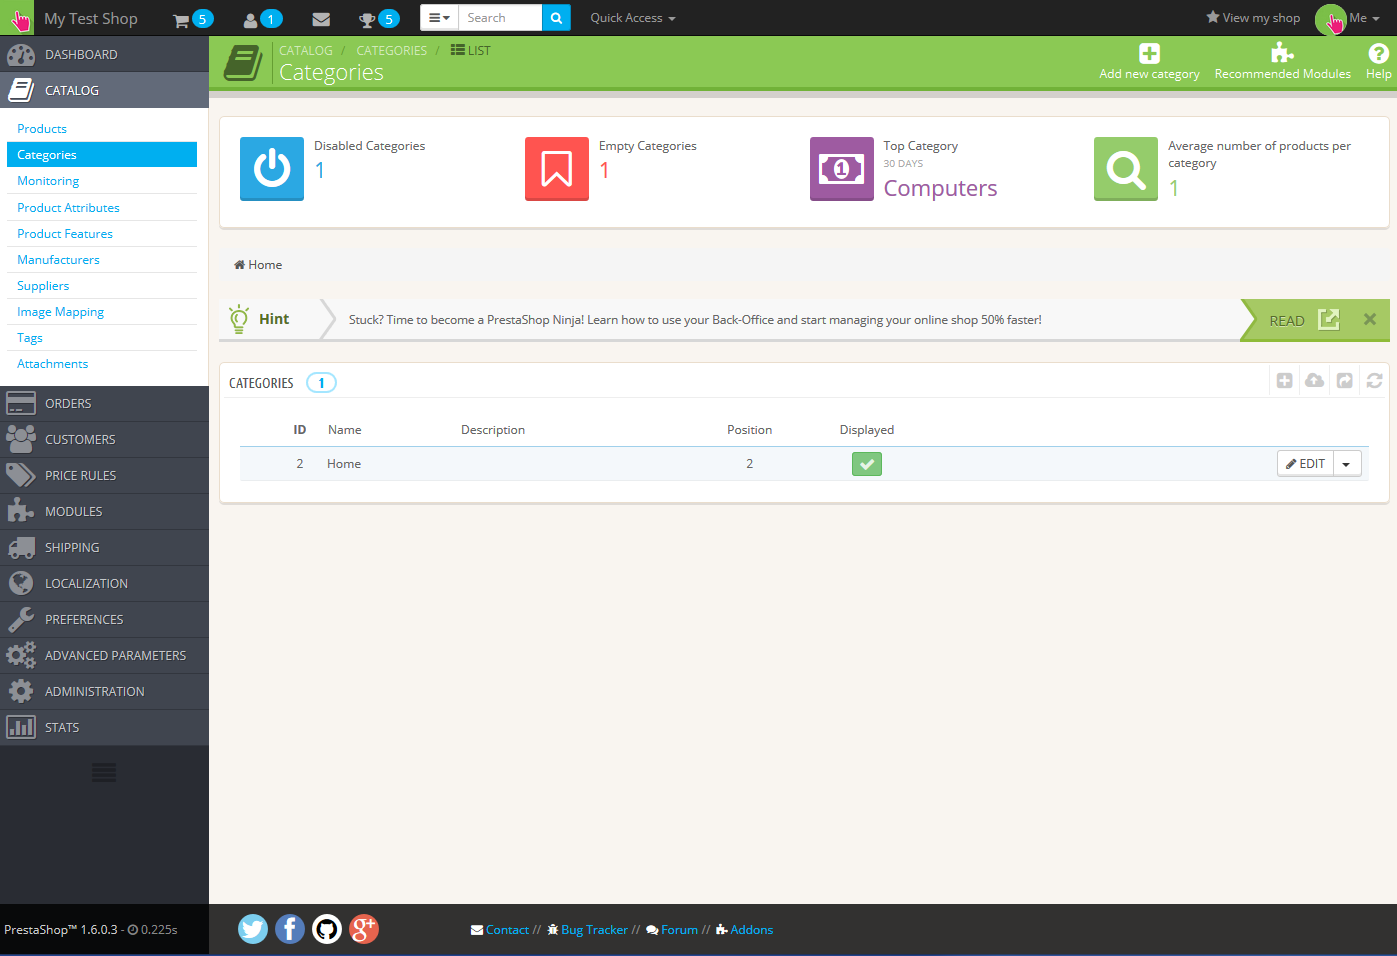 My Test Shop 5 1 5 Search Quick Access View my shop Me
DASHBOARD
CATALOG
Products
Categories
Monitoring
Product Attributes
Product Features
Manufacturers
Suppliers
Image Mapping
Tags
Attachments
ORDERS
CUSTOMERS
PRICE RULES
MODULES
SHIPPING
LOCALIZATION
PREFERENCES
ADVANCED PARAMETERS
ADMINISTRATION
STATS
PrestaShop™ 1.6.0.3 - 0.225s
CATALOG / CATEGORIES / LIST
Categories
Add new category Recommended Modules Help
Disabled Categories
1
Empty Categories
1
Top Category
30 DAYS
Computers
Average number of products per
category
1
Home
Hint Stuck? Time to become a PrestaShop Ninja! Learn how to use your Back-Office and start managing your online shop 50% faster! READ
CATEGORIES 1
ID Name Description Position Displayed
2 Home 2 EDIT
Contact // Bug Tracker // Forum // Addons